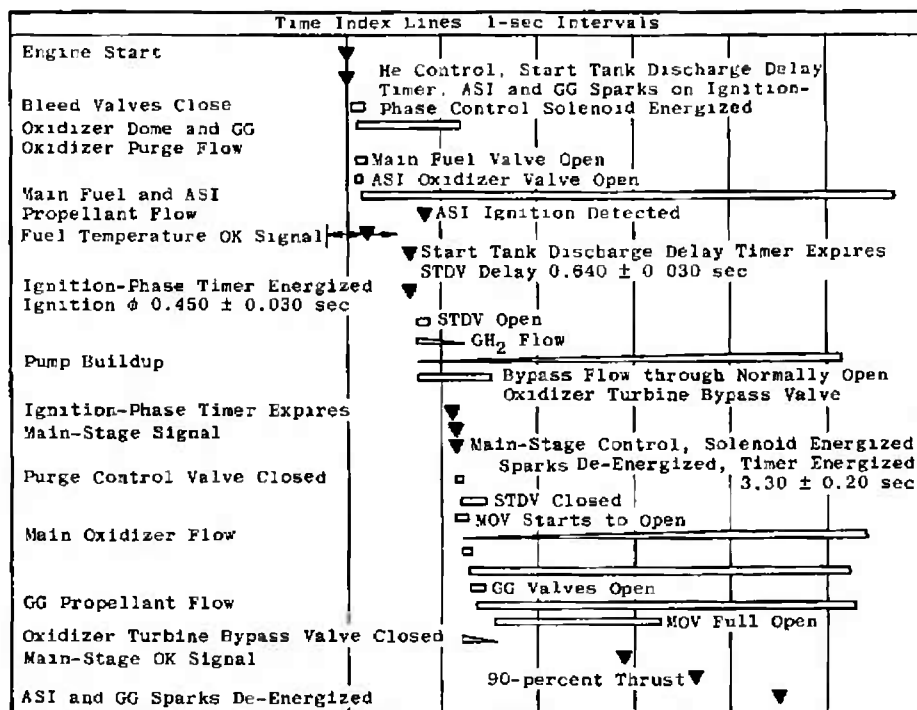 Time Index Lines 1-sec Intervals
Engine Start
He Control, Start Tank Discharge Delay
Timer, ASI and GG Sparks on Ignition-
Phase Control Solenoid Energized
Bleed Valves Close
Oxidizer Dome and GG
Oxidizer Purge Flow
Main Fuel Valve Open
ASI Oxidizer Valve Open
Main Fuel and ASI
Propellant Flow
ASI Ignition Detected
Fuel Temperature OK Signal
Start Tank Discharge Delay Timer Expires
STDV Delay 0.640 ± 0 030 sec
Ignition-Phase Timer Energized
Ignition ϕ 0.450 ± 0.030 sec
STDV Open
GH₂ Flow
Pump Buildup
Bypass Flow through Normally Open
Oxidizer Turbine Bypass Valve
Ignition-Phase Timer Expires
Main-Stage Signal
Main-Stage Control, Solenoid Energized
Sparks De-Energized, Timer Energized
3.30 ± 0.20 sec
Purge Control Valve Closed
STDV Closed
MOV Starts to Open
Main Oxidizer Flow
GG Valves Open
GG Propellant Flow
MOV Full Open
Oxidizer Turbine Bypass Valve Closed
Main-Stage OK Signal
90-percent Thrust
ASI and GG Sparks De-Energized